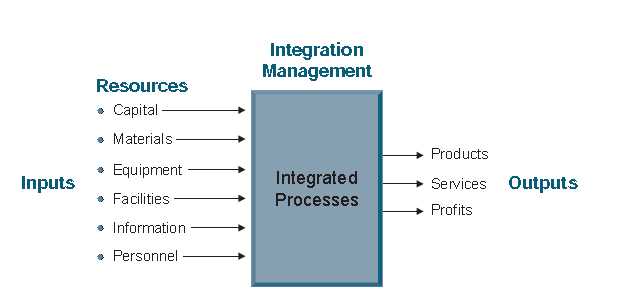 Integration
Management
Resources
Capital
Materials
Equipment
Facilities
Information
Personnel
Inputs
Integrated
Processes
Products
Services
Profits
Outputs